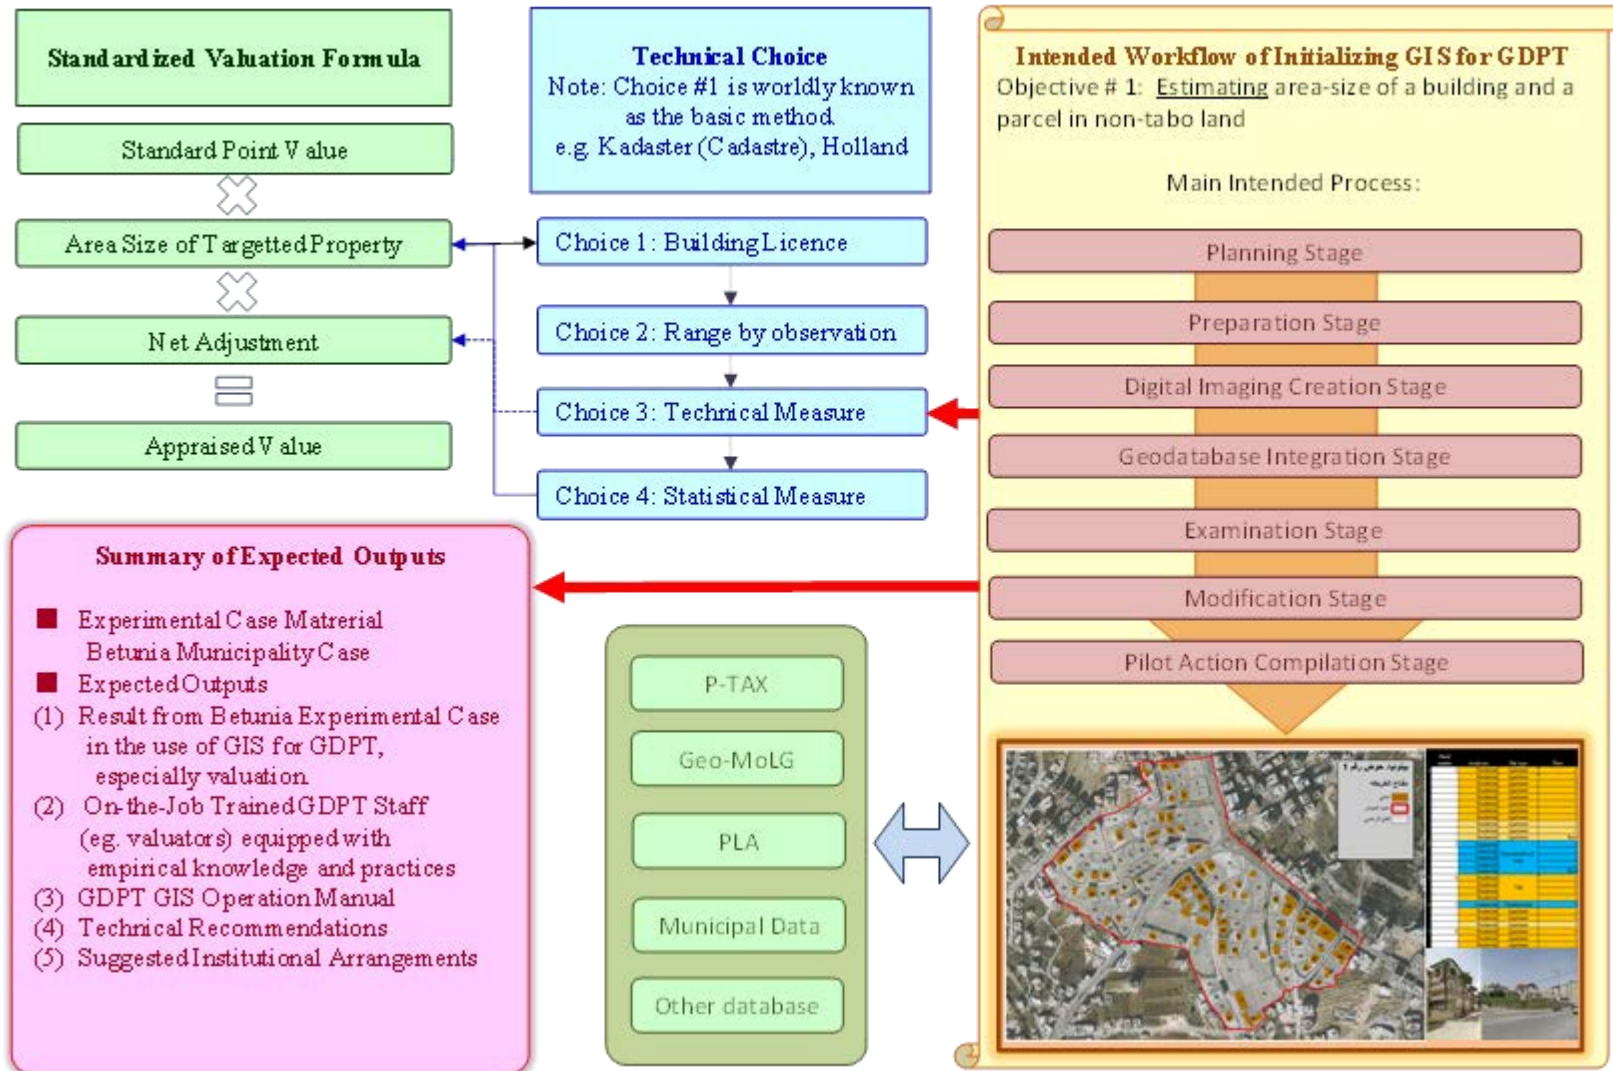 Standardized Valuation Formula
Standard Point Value
Area Size of Targetted Property
Net Adjustment
Appraised Value
Technical Choice
Note: Choice #1 is worldly known
as the basic method
e.g. Kadaster (Cadastre), Holland
Choice 1: Building Licence
Choice 2: Range by observation
Choice 3: Technical Measure
Choice 4: Statistical Measure
Intended Workflow of Initializing GIS for GDPT
Objective # 1: Estimating area-size of a building and a
parcel in non-tabo land
Main Intended Process:
Planning Stage
Preparation Stage
Digital Imaging Creation Stage
Geodatabase Integration Stage
Examination Stage
Modification Stage
Pilot Action Compilation Stage
Summary of Expected Outputs
Experimental Case Matrerial
Betunia Municipality Case
Expected Outputs
(1) Result from Betunia Experimental Case
in the use of GIS for GDPT,
especially valuation
(2) On-the-Job Trained GDPT Staff
(eg. valuators) equipped with
empirical knowledge and practices
(3) GDPT GIS Operation Manual
(4) Technical Recommendations
(5) Suggested Institutional Arrangements
P-TAX
Geo-MoLG
PLA
Municipal Data
Other database